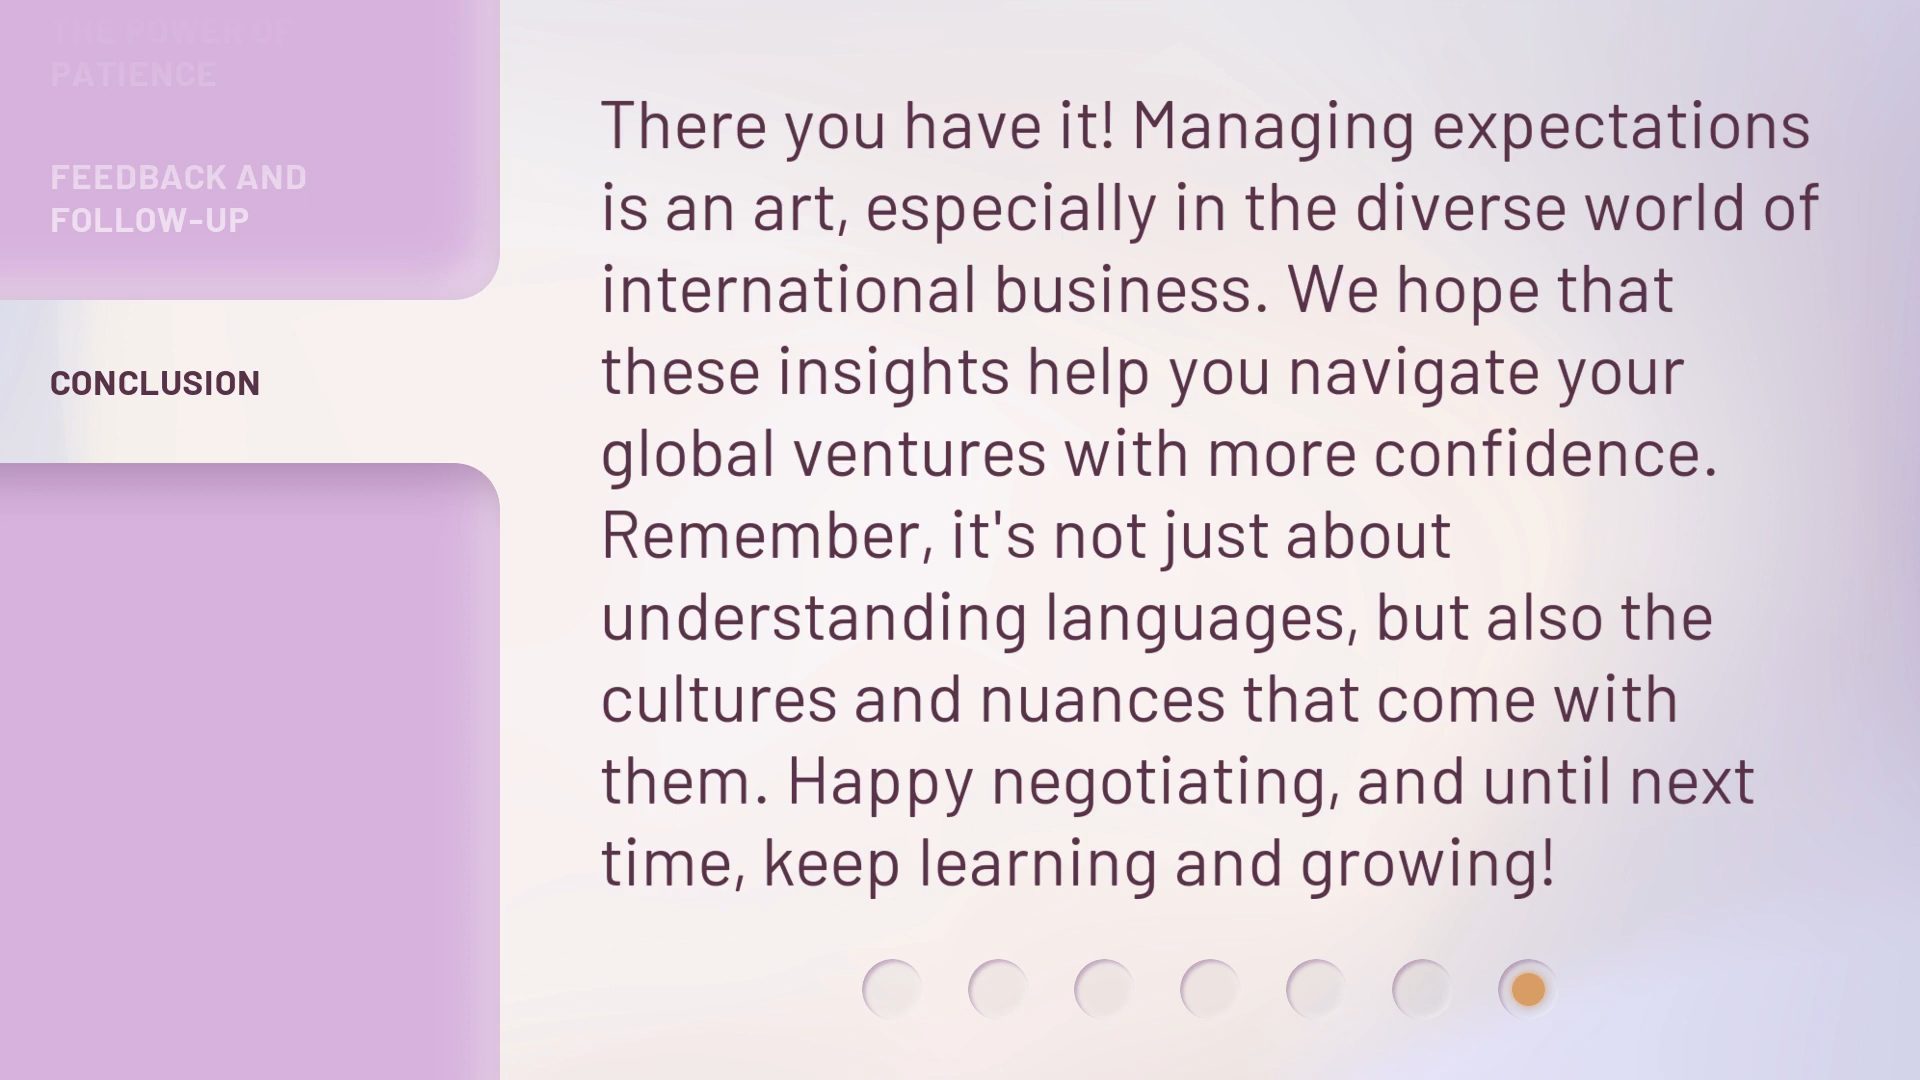 THE POWER OF
PATIENCE
FEEDBACK AND
FOLLOW-UP
CONCLUSION
There you have it! Managing expectations
is an art, especially in the diverse world of
international business. We hope that
these insights help you navigate your
global ventures with more confidence.
Remember, it's not just about
understanding languages, but also the
cultures and nuances that come with
them. Happy negotiating, and until next
time, keep learning and growing!